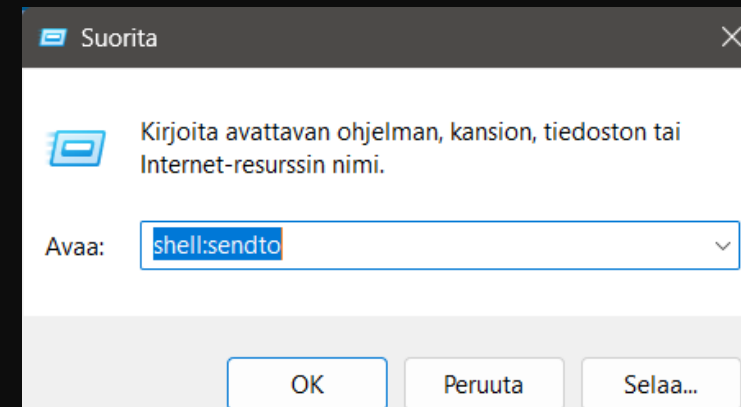 Suorita
Kirjoita avattavan ohjelman, kansion, tiedoston tai
Internet-resurssin nimi.
Avaa: shell:sendto
OK Peruuta Selaa...